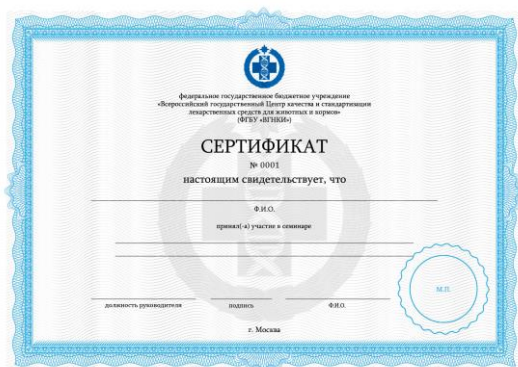 федеральное государственное бюджетное учреждение
«Всероссийский государственный Центр качества и стандартизации
лекарственных средств для животных и кормов»
(ФГБУ «ВГНКИ»)
СЕРТИФИКАТ
№ 0001
настоящим свидетельствует, что
Ф.И.О.
принял(-а) участие в семинаре
М.П.
должность руководителя подпись Ф.И.О.
г. Москва